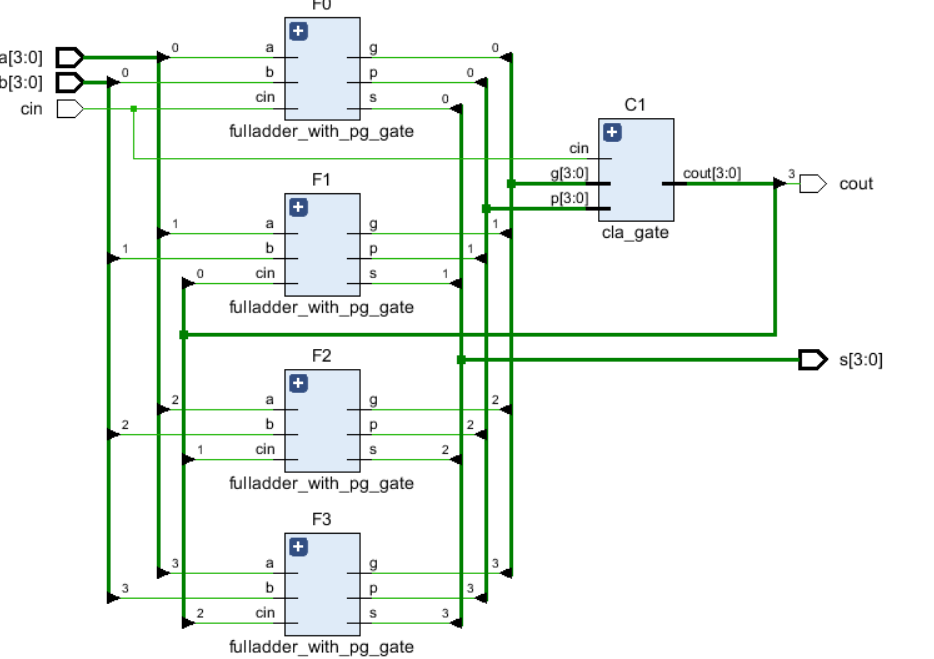 F0
a[3:0] 0 a g 0
b[3:0] 0 b p 0
cin cin s 0
fulladder_with_pg_gate
C1
cin
g[3:0] cout[3:0] 3 cout
p[3:0]
cla_gate
F1
1 a g 1
1 b p 1
0 cin s 1
fulladder_with_pg_gate
s[3:0]
F2
2 a g 2
2 b p 2
1 cin s 2
fulladder_with_pg_gate
F3
3 a g 3
3 b p 3
2 cin s 3
fulladder_with_pg_gate